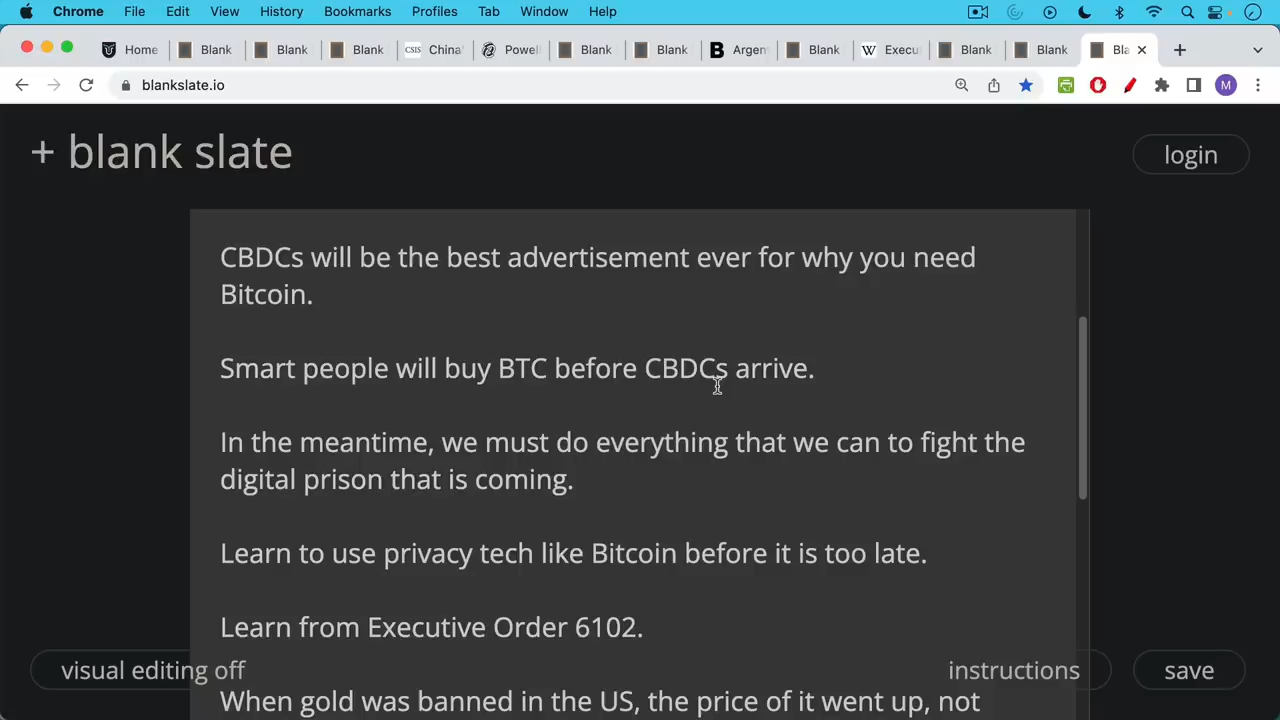 Chrome File Edit View History Bookmarks Profiles Tab Window Help
Home Blank Blank Blank CSIS China' Powell Blank Blank B Argen Blank W Execu Blank Blank Bla
blankslate.io M
+ blank slate
login
CBDCs will be the best advertisement ever for why you need
Bitcoin.
Smart people will buy BTC before CBDCs arrive.
In the meantime, we must do everything that we can to fight the
digital prison that is coming.
Learn to use privacy tech like Bitcoin before it is too late.
Learn from Executive Order 6102.
visual editing off
instructions
save
When gold was banned in the US, the price of it went up, not